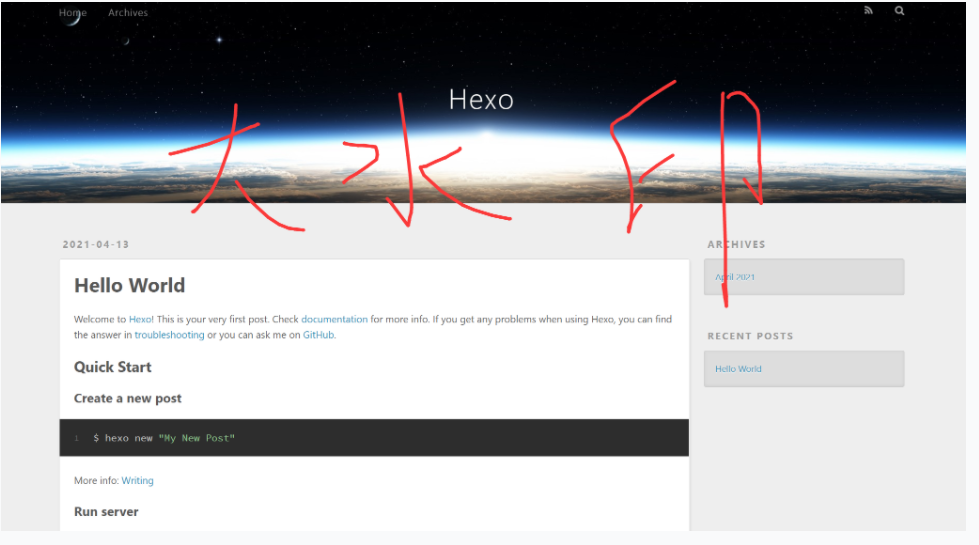 Home Archives
Hexo
大水印
2021-04-13
Hello World
Welcome to Hexo! This is your very first post. Check documentation for more info. If you get any problems when using Hexo, you can find
the answer in troubleshooting or you can ask me on GitHub.
Quick Start
Create a new post
1 $ hexo new "My New Post"
More info: Writing
Run server
ARCHIVES
April 2021
RECENT POSTS
Hello World